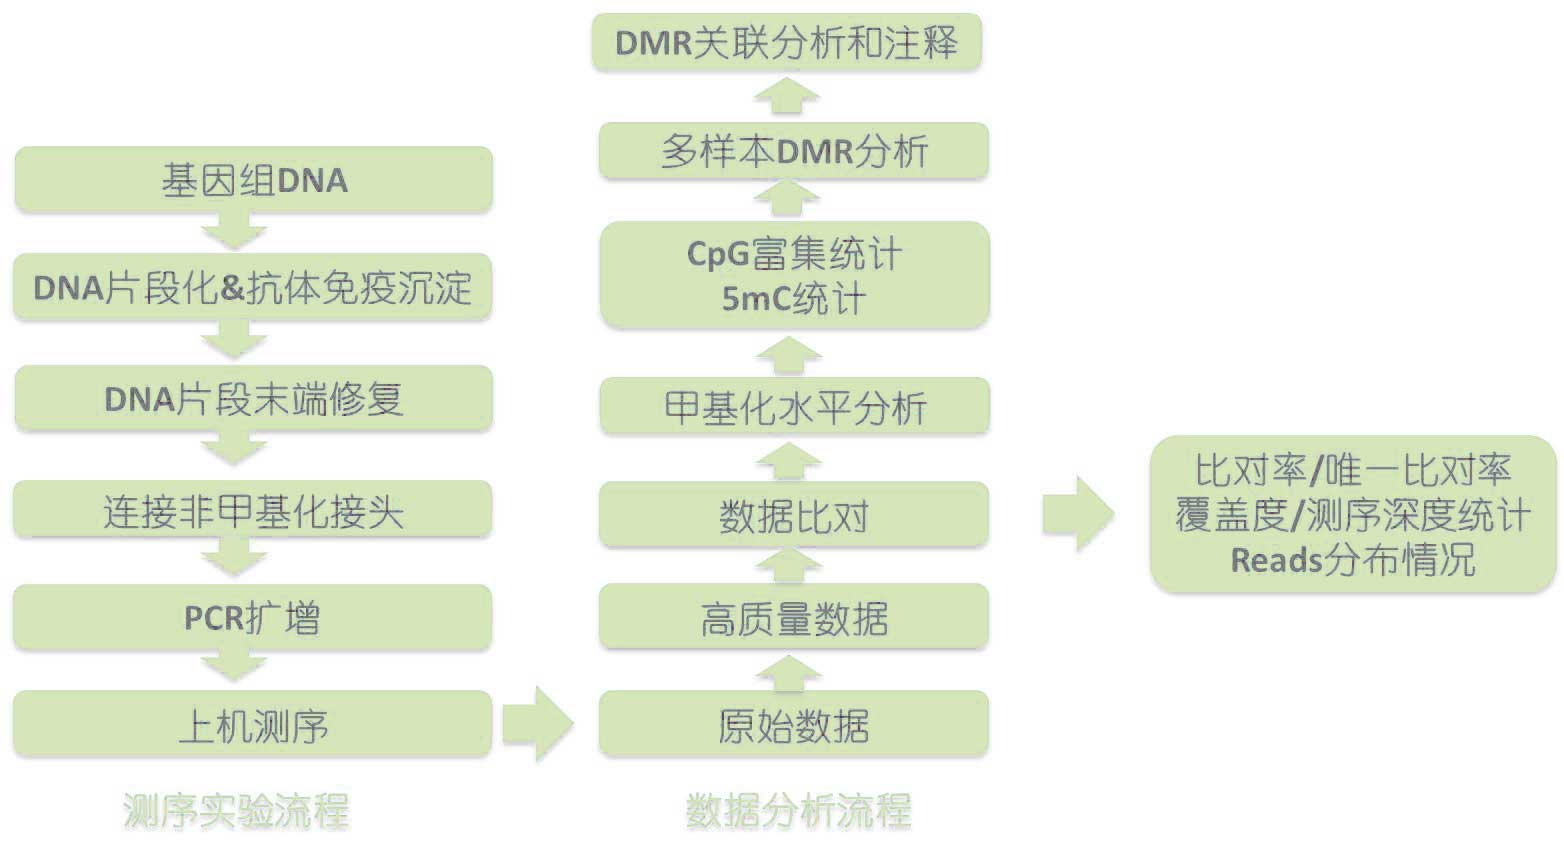 基因组DNA
DNA片段化&抗体免疫沉淀
DNA片段末端修复
连接非甲基化接头
PCR扩增
上机测序
测序实验流程
DMR关联分析和注释
多样本DMR分析
CpG富集统计
5mC统计
甲基化水平分析
数据比对
高质量数据
原始数据
数据分析流程
比对率/唯一比对率
覆盖度/测序深度统计
Reads分布情况